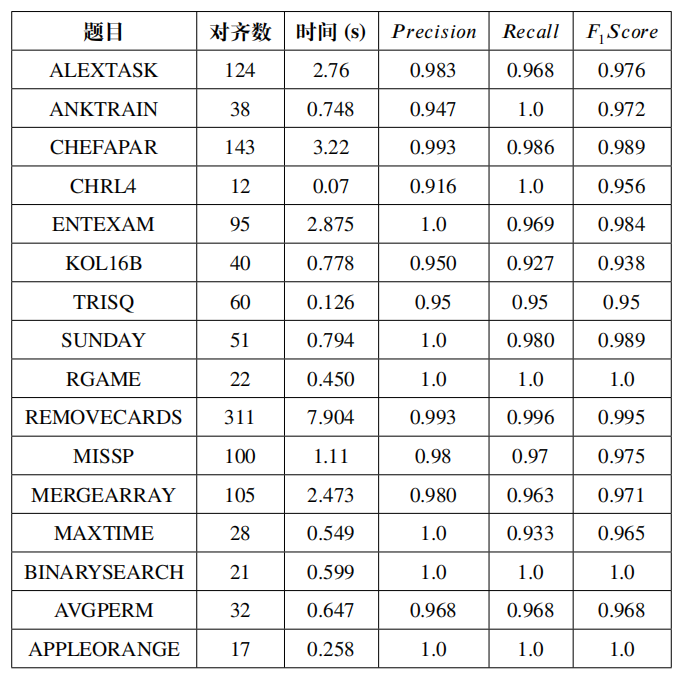 题目 对齐数 时间 (s) Precision Recall F1Score
ALEXTASK 124 2.76 0.983 0.968 0.976
ANKTRAIN 38 0.748 0.947 1.0 0.972
CHEFAPAR 143 3.22 0.993 0.986 0.989
CHRL4 12 0.07 0.916 1.0 0.956
ENTEXAM 95 2.875 1.0 0.969 0.984
KOL16B 40 0.778 0.950 0.927 0.938
TRISQ 60 0.126 0.95 0.95 0.95
SUNDAY 51 0.794 1.0 0.980 0.989
RGAME 22 0.450 1.0 1.0 1.0
REMOVECARDS 311 7.904 0.993 0.996 0.995
MISSP 100 1.11 0.98 0.97 0.975
MERGEARRAY 105 2.473 0.980 0.963 0.971
MAXTIME 28 0.549 1.0 0.933 0.965
BINARYSEARCH 21 0.599 1.0 1.0 1.0
AVGPERM 32 0.647 0.968 0.968 0.968
APPLEORANGE 17 0.258 1.0 1.0 1.0